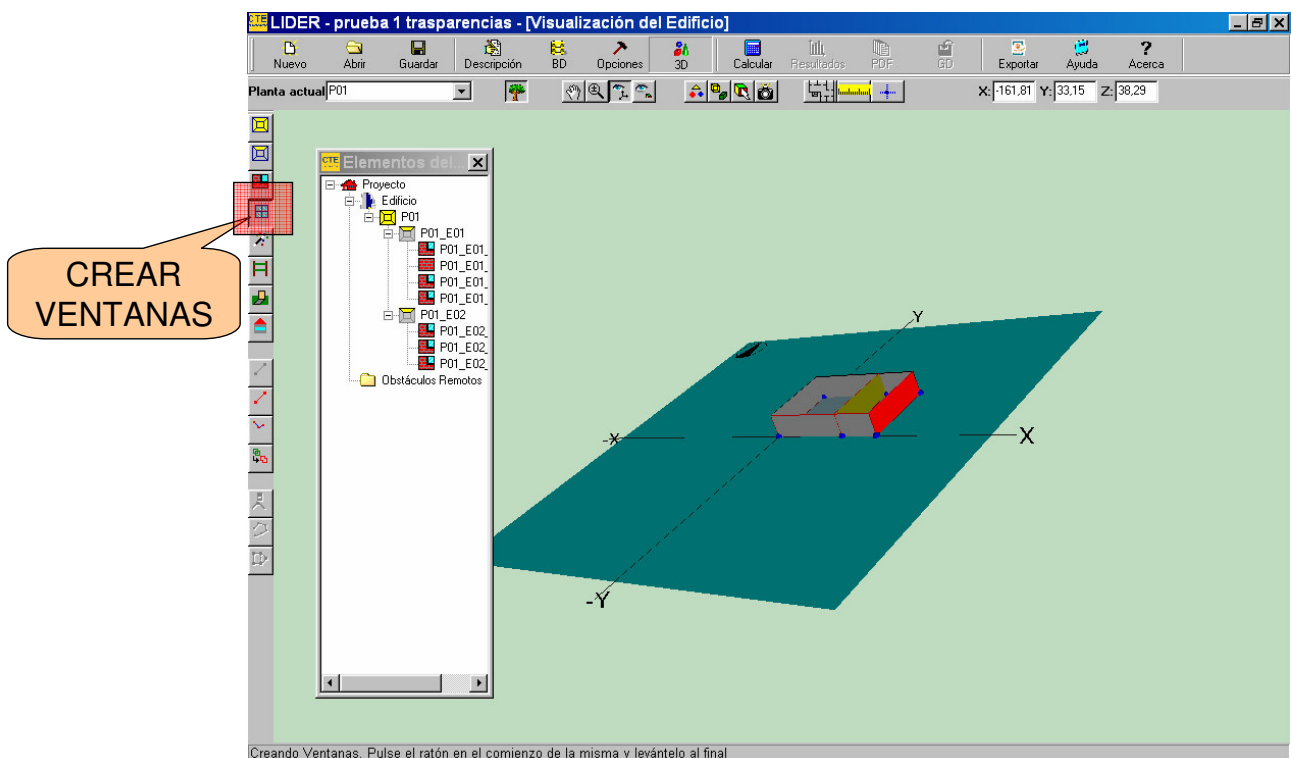 CTE LIDER - prueba 1 trasparencias - [Visualización del Edificio]
Nuevo Abrir Guardar Descripción BD Opciones 3D Calcular Resultados PDF GD Exportar Ayuda Acerca
Planta actual P01 X: -161,81 Y: 33,15 Z: 38,29
CTE Elementos del...
Proyecto
Edificio
P01
P01_E01
P01_E01_
P01_E01_
P01_E01_
P01_E01_
P01_E02
P01_E02_
P01_E02_
P01_E02_
Obstáculos Remotos
CREAR
VENTANAS
Y
-X
X
-Y
Creando Ventanas. Pulse el ratón en el comienzo de la misma y levántelo al final